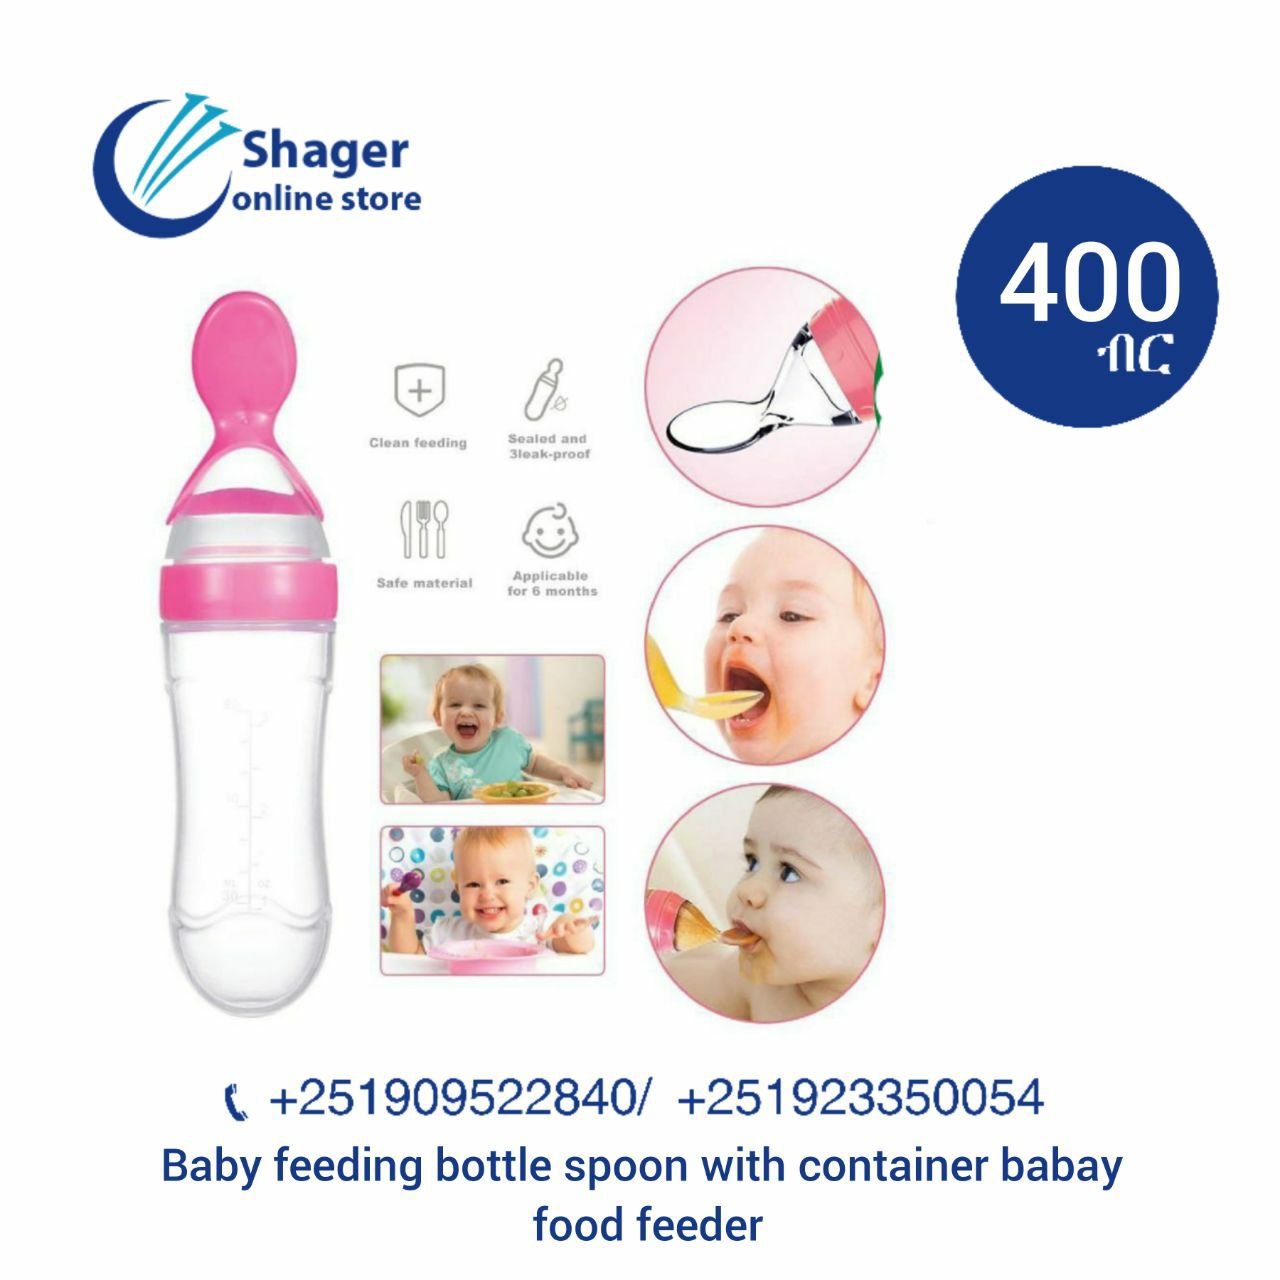 Shager
online store
400
ብር
Clean feeding
Sealed and
3leak-proof
Safe material
Applicable
for 6 months
+251909522840/ +251923350054
Baby feeding bottle spoon with container babay
food feeder